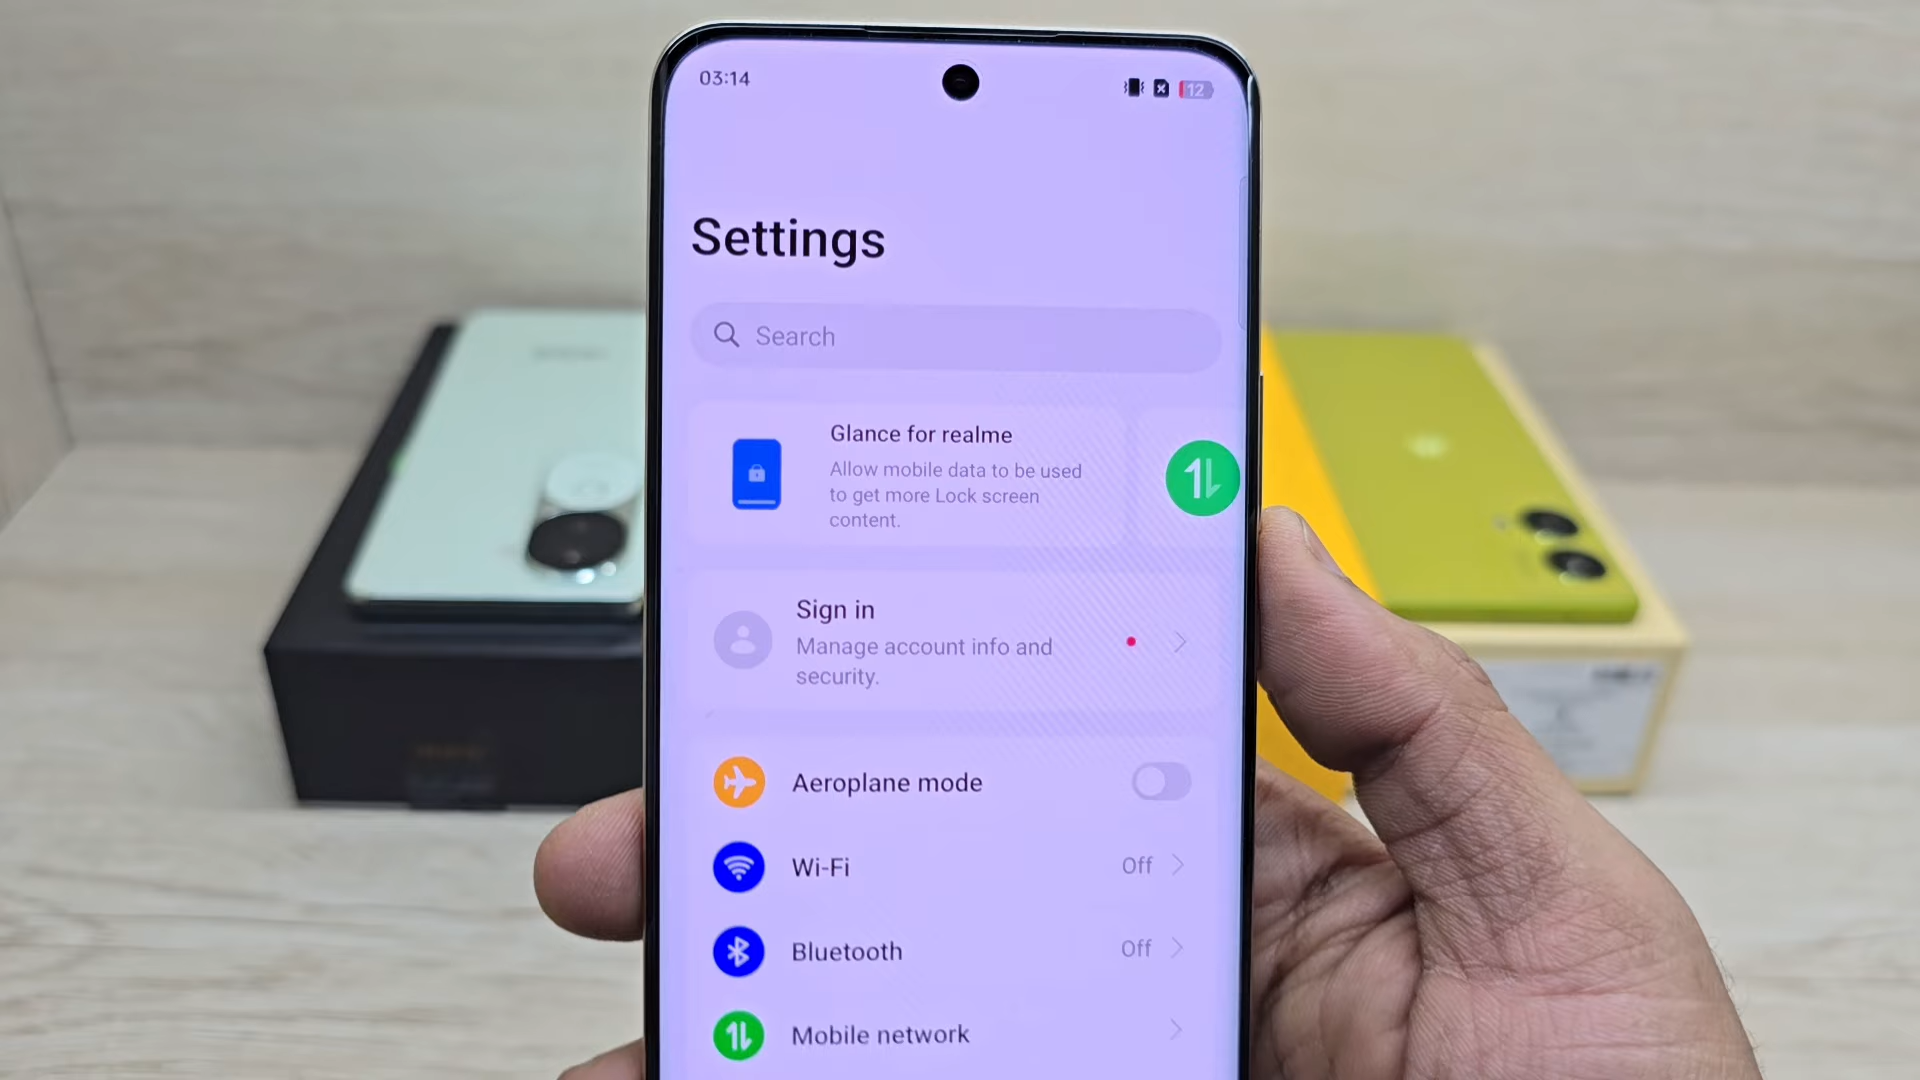 03:14
12
Settings
Search
Glance for realme
Allow mobile data to be used
to get more Lock screen
content.
Sign in
Manage account info and
security.
Aeroplane mode
Wi-Fi
Off
Bluetooth
Off
Mobile network